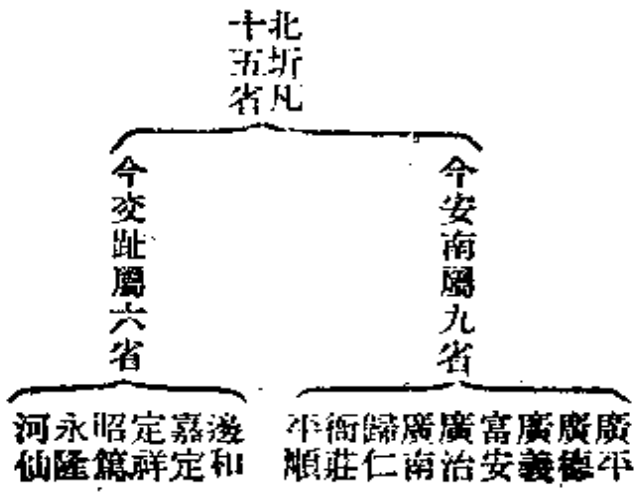 北圻凡
十五省
今安南屬九省
廣平
廣德
廣義
富安
廣治
廣南
歸仁
衙莊
平順
今交趾屬六省
邊和
嘉定
定祥
昭篤
永隆
河仙